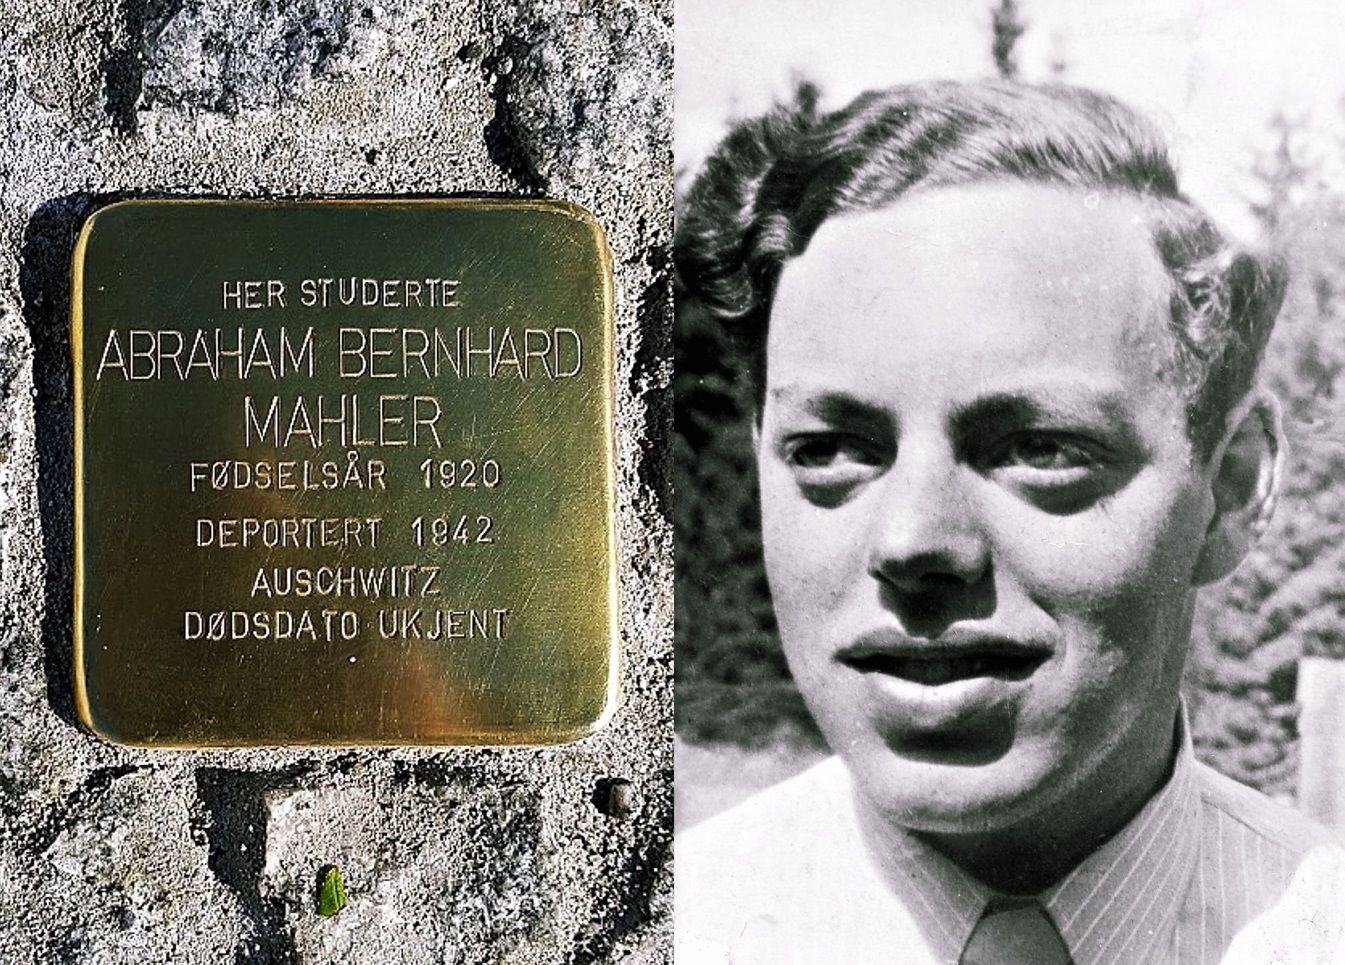 HER STUDERTE
ABRAHAM BERNHARD
MAHLER
FØDSELSÅR 1920
DEPORTERT 1942
AUSCHWITZ
DØDSDATO UKJENT